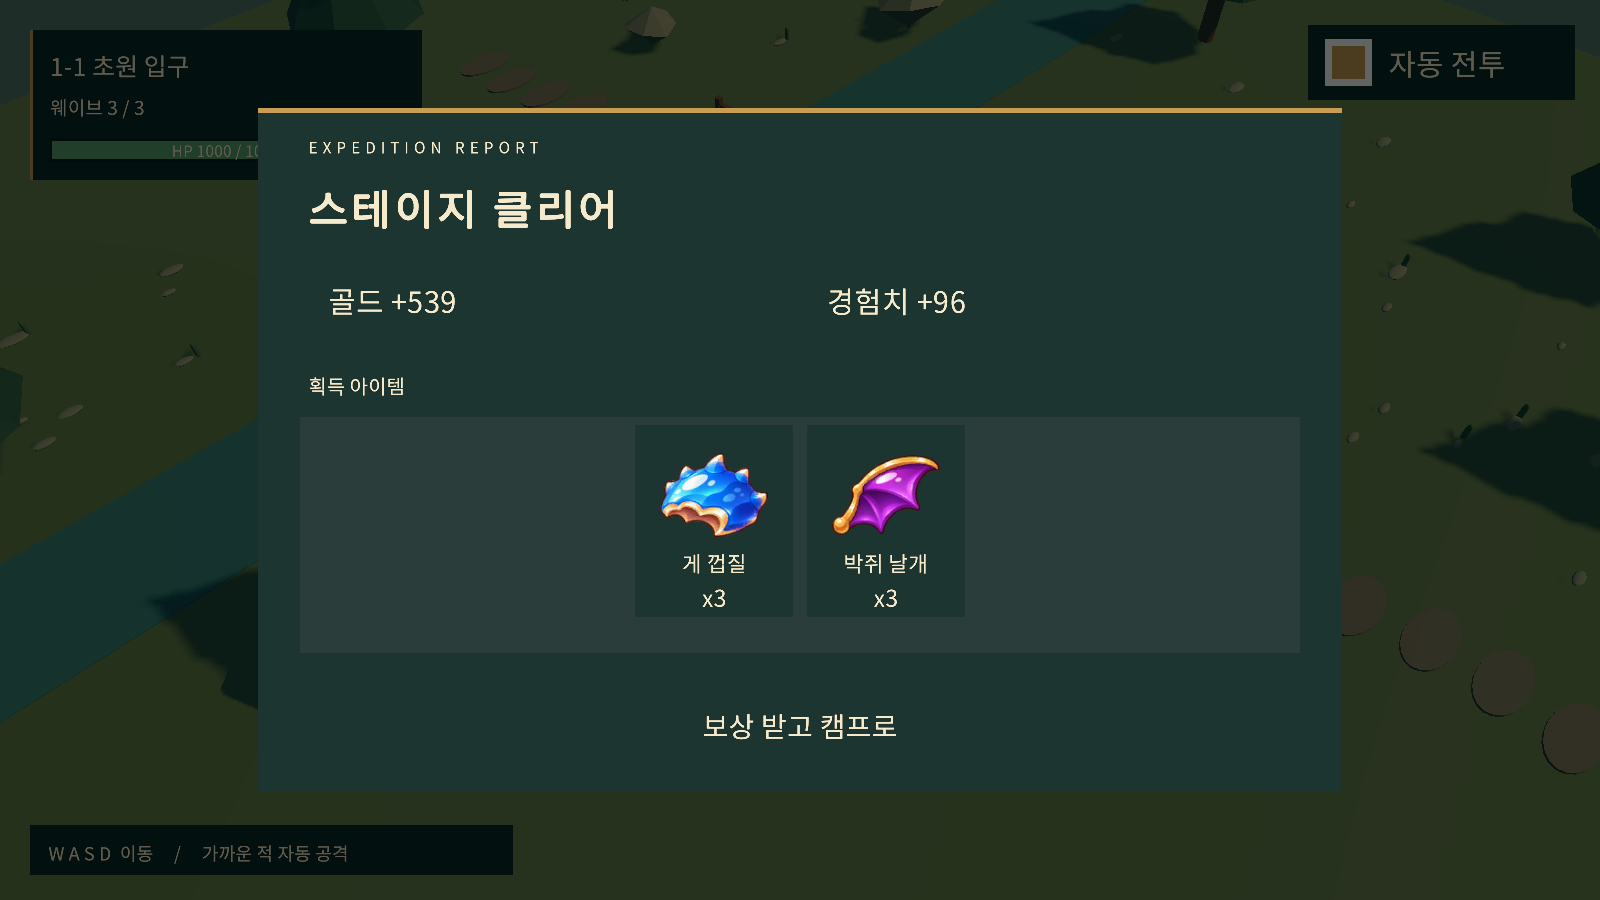 1-1 초원 입구
웨이브 3 / 3
HP 1000 / 10
자동 전투
EXPEDITION REPORT
스테이지 클리어
골드 +539
경험치 +96
획득 아이템
게 껍질
x3
박쥐 날개
x3
보상 받고 캠프로
WASD 이동 / 가까운 적 자동 공격